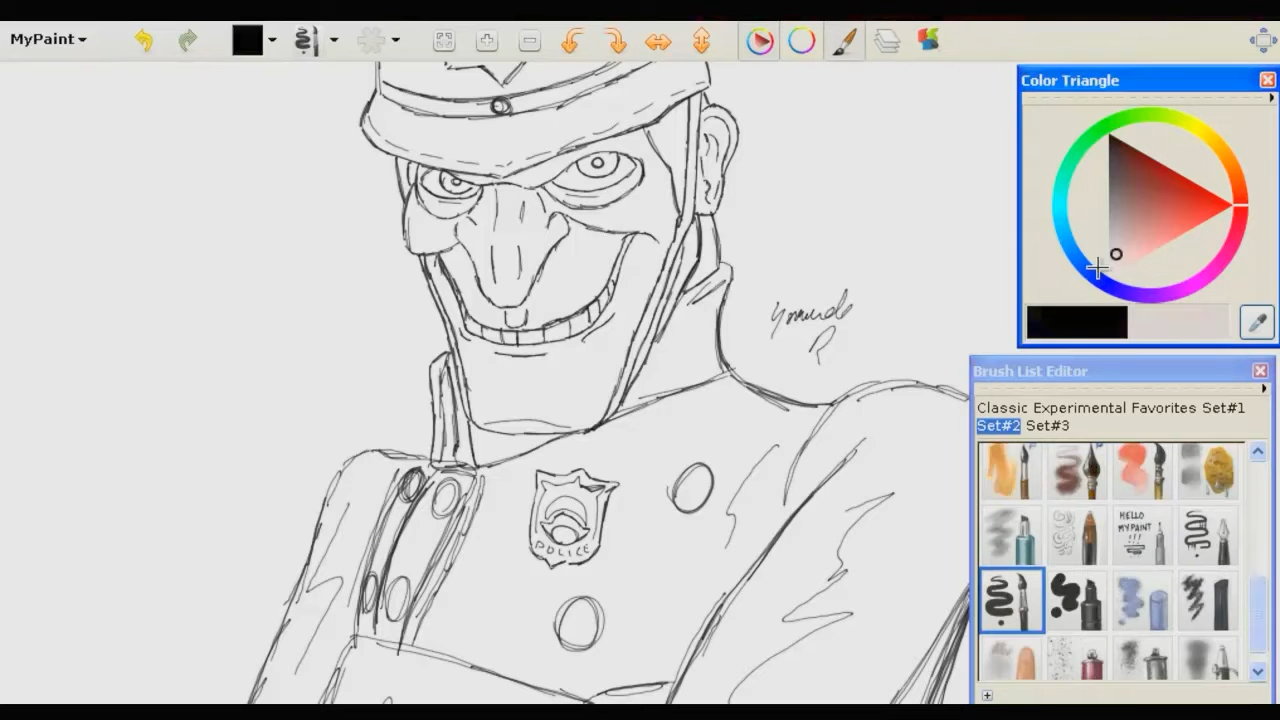 MyPaint
Color Triangle
Brush List Editor
Classic Experimental Favorites Set#1
Set#2 Set#3
HELLO
MYPAINT
!!!
POLICE